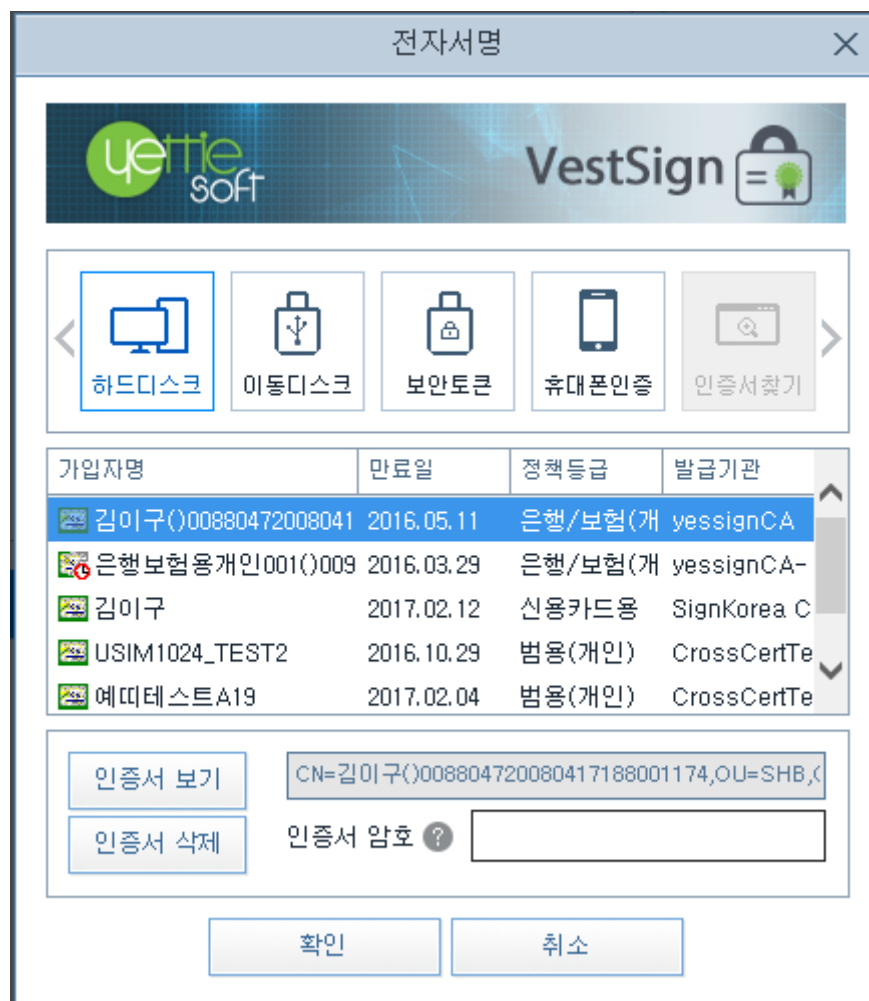 전자서명
yettie soft
VestSign
하드디스크 이동디스크 보안토큰 휴대폰인증 인증서찾기
가입자명 만료일 정책등급 발급기관
김이구()00880472008041 2016.05.11 은행/보험(개 yessignCA
은행보험용개인001()009 2016.03.29 은행/보험(개 yessignCA-
김이구 2017.02.12 신용카드용 SignKorea C
USIM1024_TEST2 2016.10.29 범용(개인) CrossCertTe
예띠테스트A19 2017.02.04 범용(개인) CrossCertTe
인증서 보기 CN=김이구()008804720080417188001174,OU=SHB,
인증서 삭제 인증서 암호 ?
확인 취소